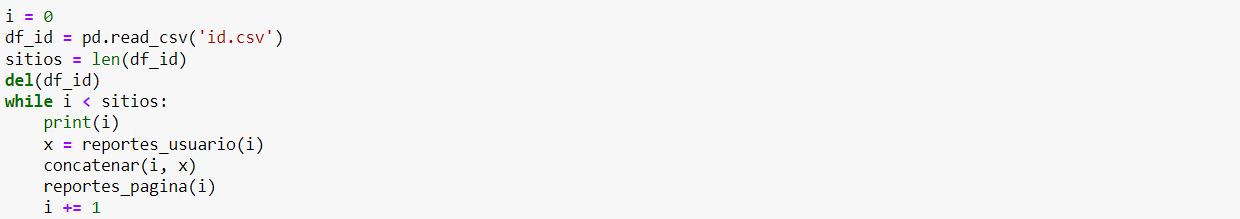 i = 0
df_id = pd.read_csv('id.csv')
sitios = len(df_id)
del(df_id)
while i < sitios:
    print(i)
    x = reportes_usuario(i)
    concatenar(i, x)
    reportes_pagina(i)
    i += 1